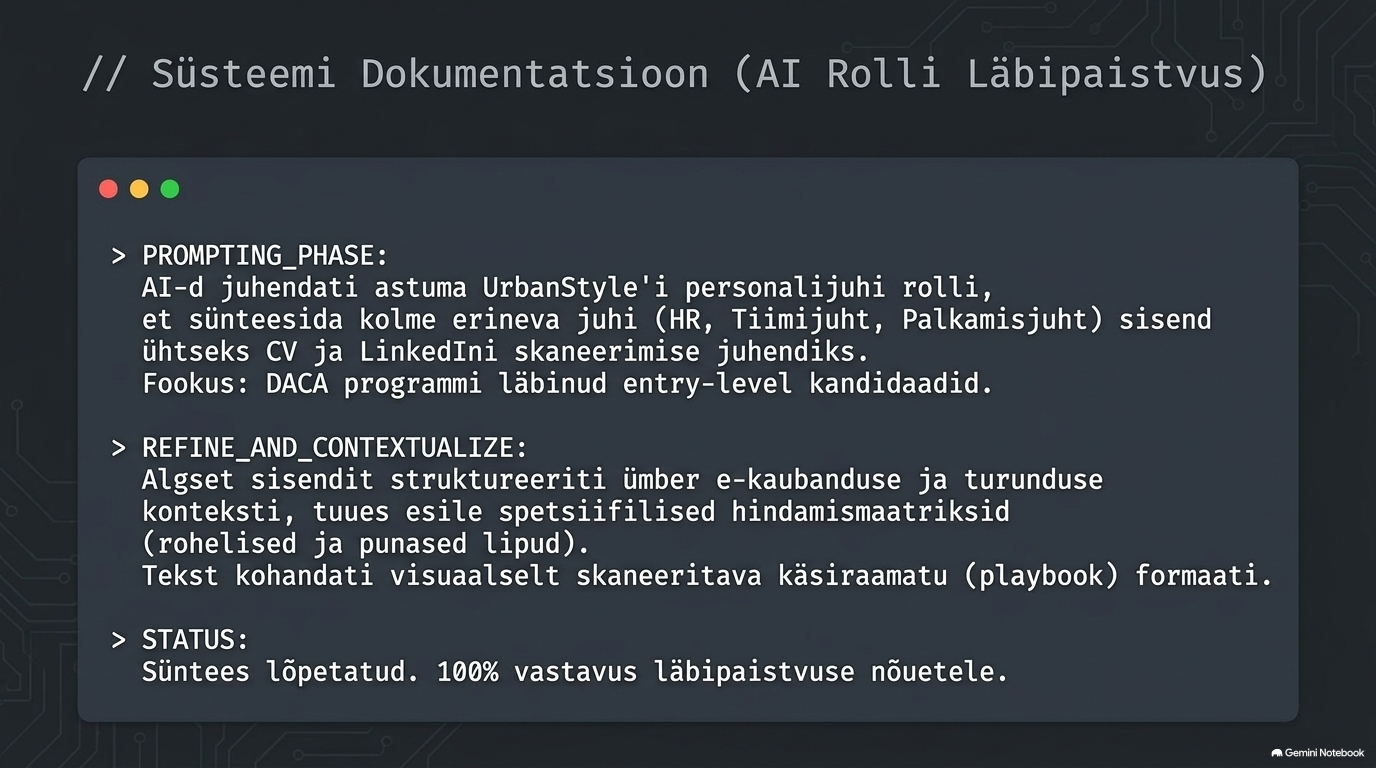 // Süsteemi Dokumentatsioon (AI Rolli Läbipaistvus)
> PROMPTING_PHASE:
AI-d juhendati astuma UrbanStyle'i personalijuhi rolli,
et sünteesida kolme erineva juhi (HR, Tiimijuht, Palkamisjuht) sisend
ühtseks CV ja LinkedIni skaneerimise juhendiks.
Fookus: DACA programmi läbinud entry-level kandidaadid.
> REFINE_AND_CONTEXTUALIZE:
Algset sisendit struktureeriti ümber e-kaubanduse ja turunduse
konteksti, tuues esile spetsiifilised hindamismaatriksid
(rohelised ja punased lipud).
Tekst kohandati visuaalselt skaneeritava käsiraamatu (playbook) formaati.
> STATUS:
Süntees lõpetatud. 100% vastavus läbipaistvuse nõuetele.
Gemini Notebook